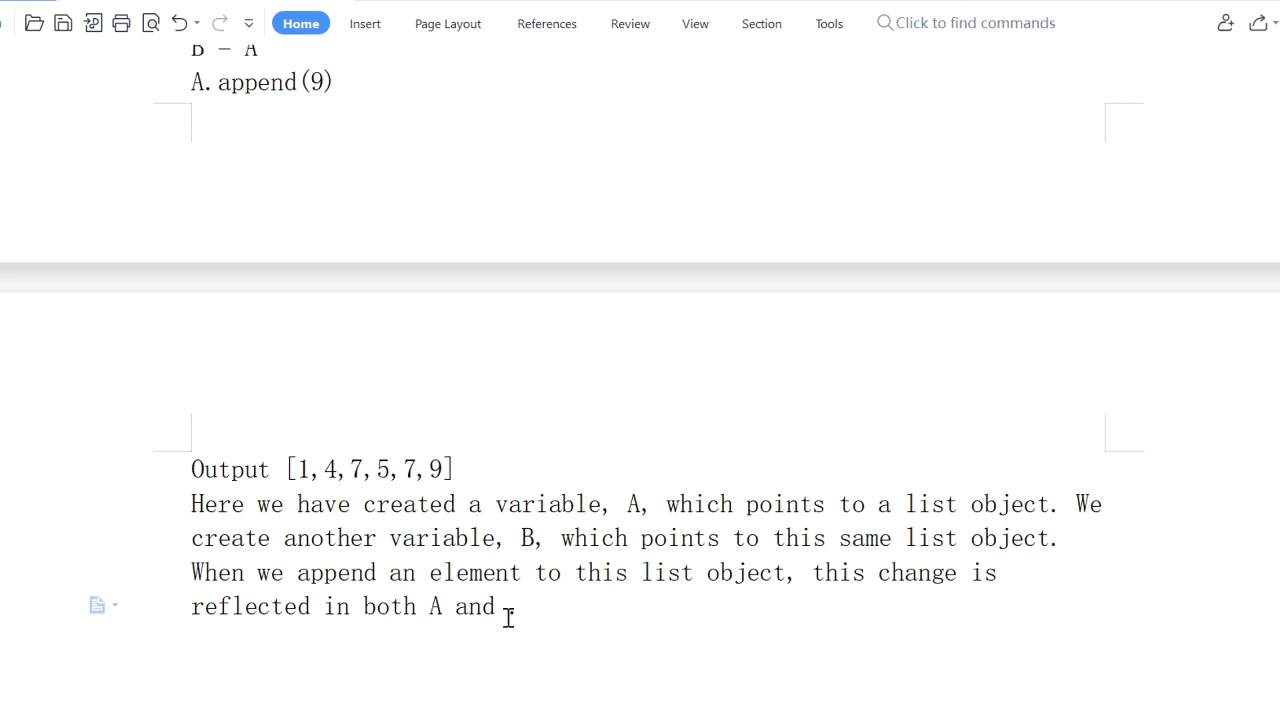 Home Insert Page Layout References Review View Section Tools Click to find commands
A.append(9)
Output [1,4,7,5,7,9]
Here we have created a variable, A, which points to a list object. We
create another variable, B, which points to this same list object.
When we append an element to this list object, this change is
reflected in both A and